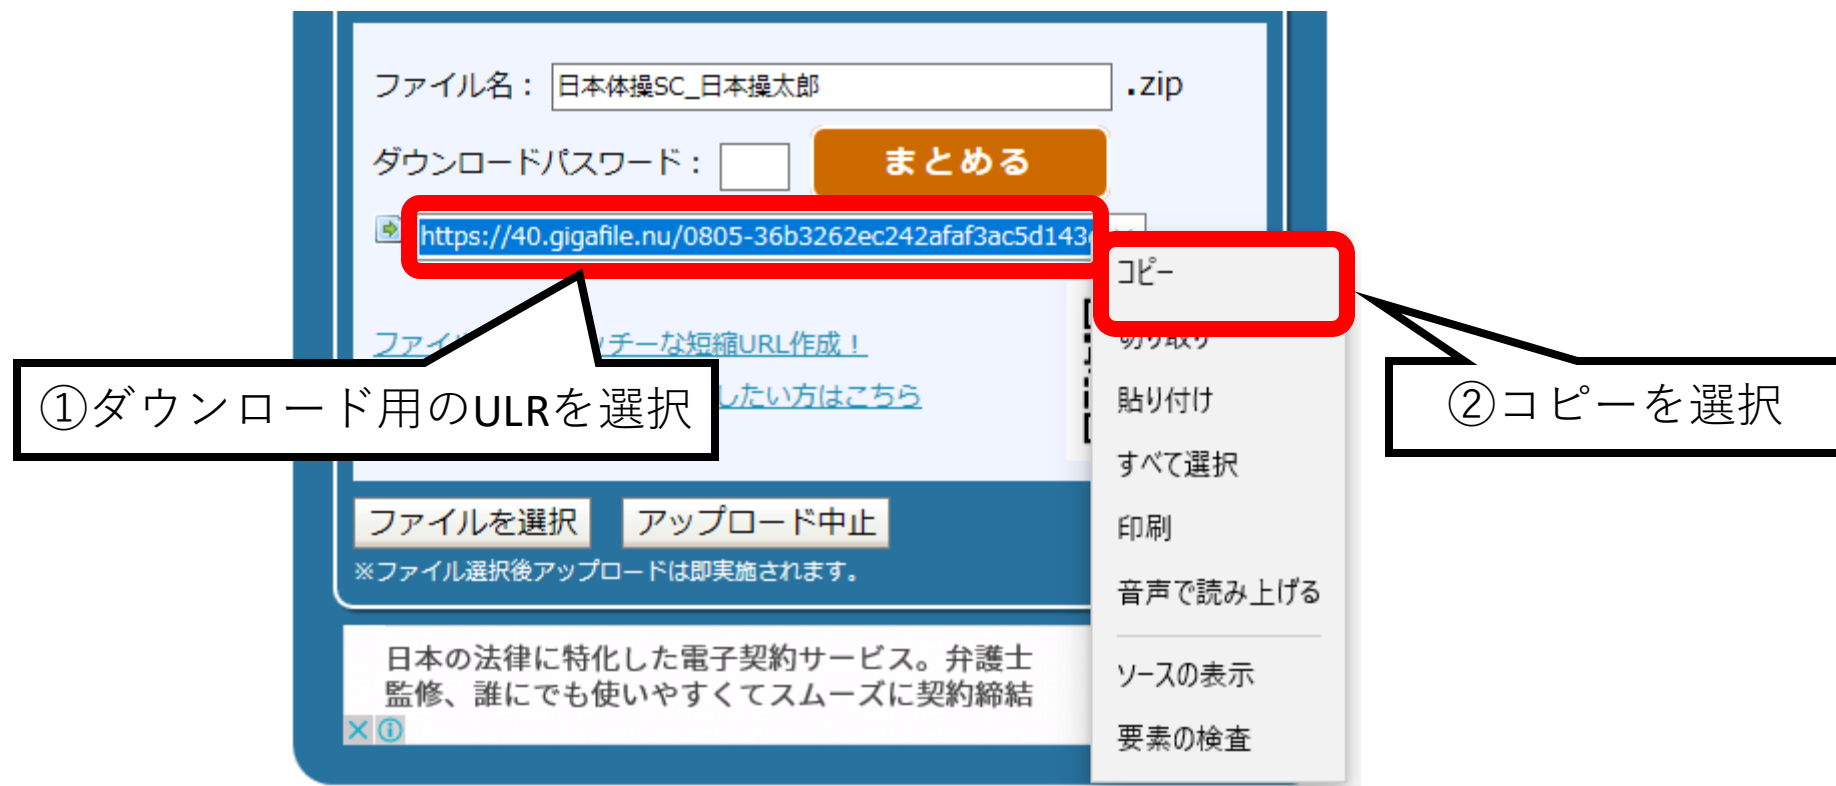 ファイル名： 日本体操SC_日本操太郎 .zip
ダウンロードパスワード： まとめる
https://40.gigafile.nu/0805-36b3262ec242afaf3ac5d143
ファイ ッチーな短縮URL作成！
したい方はこちら
①ダウンロード用のULRを選択
ファイルを選択 アップロード中止
※ファイル選択後アップロードは即実施されます。
日本の法律に特化した電子契約サービス。弁護士
監修、誰にでも使いやすくてスムーズに契約締結
コピー
切り取り
貼り付け
すべて選択
印刷
音声で読み上げる
ソースの表示
要素の検査
②コピーを選択